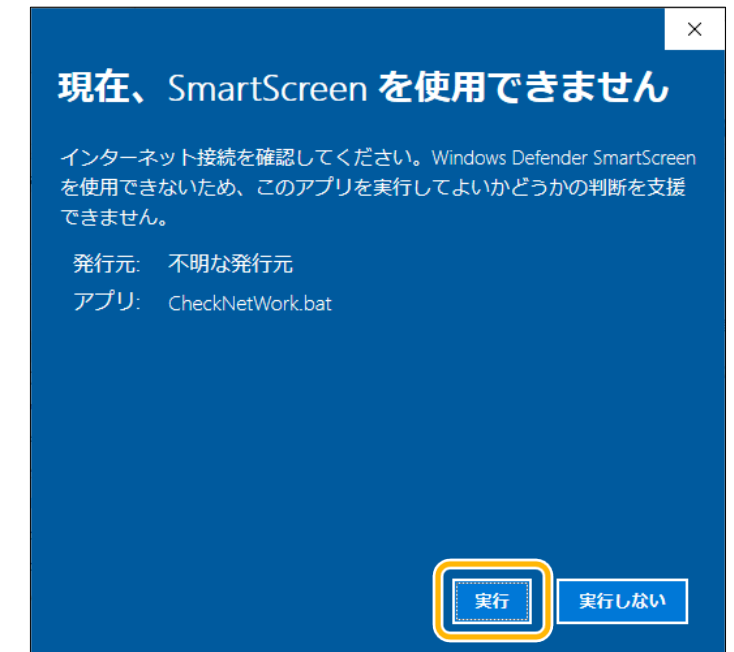 現在、SmartScreen を使用できません
インターネット接続を確認してください。Windows Defender SmartScreen
を使用できないため、このアプリを実行してよいかどうかの判断を支援
できません。
発行元: 不明な発行元
アプリ: CheckNetWork.bat
実行 実行しない